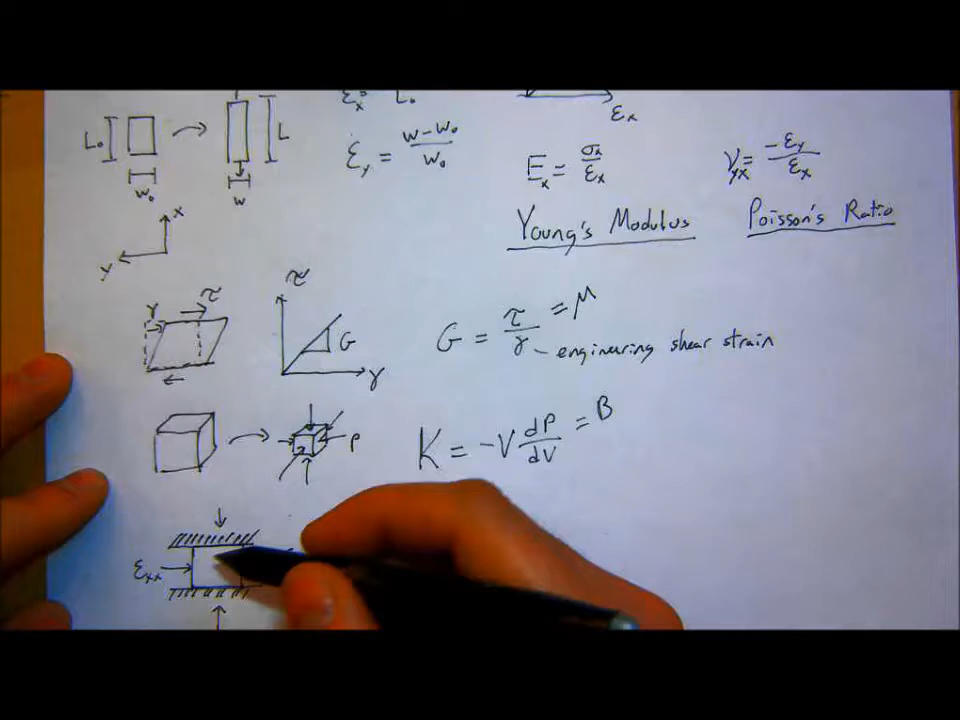 εx = L₀
εx
L₀ L
w₀ w
εy = (w - w₀) / w₀
Ex = σx / εx
νyx = -εy / εx
Young's Modulus
Poisson's Ratio
x
y
γ τ
τ
G
γ
G = τ / γ = μ
engineering shear strain
P
K = -V dP/dV = B
εxx